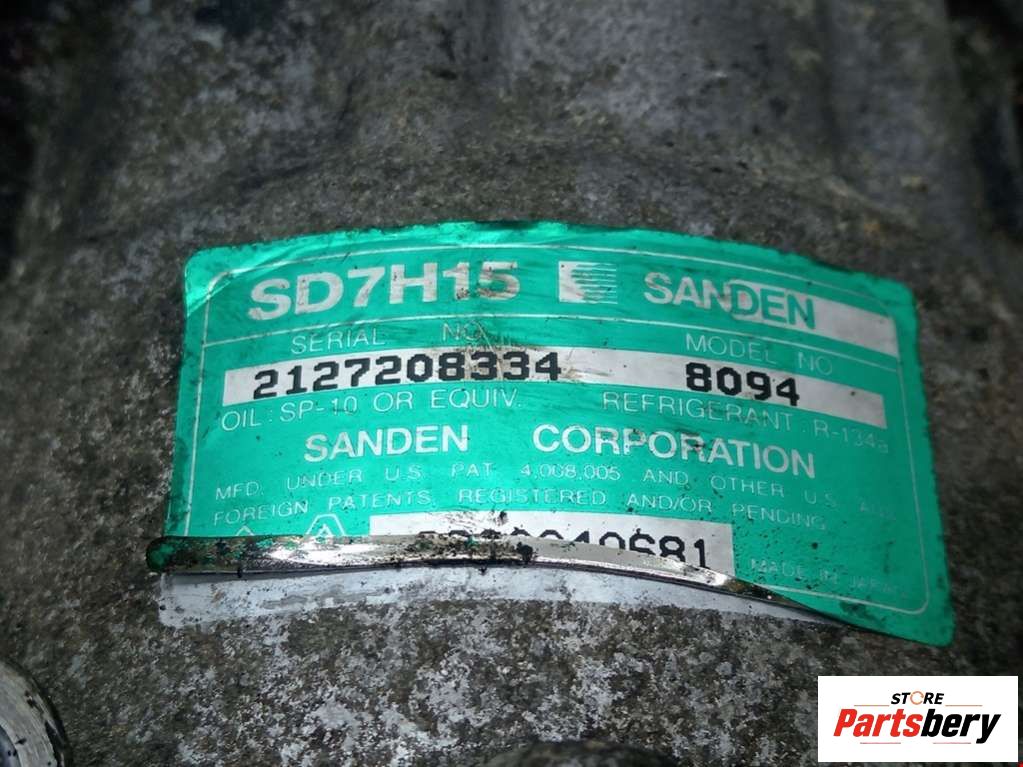 SD7H15 SANDEN
SERIAL NO. MODEL NO
2127208334 8094
OIL: SP-10 OR EQUIV. REFRIGERANT: R-134a
SANDEN CORPORATION
MFD. UNDER U.S. PAT. 4,008,005 AND OTHER U.S. AND
FOREIGN PATENTS, REGISTERED AND/OR PENDING
MADE IN JAPAN
STORE
Partsbery